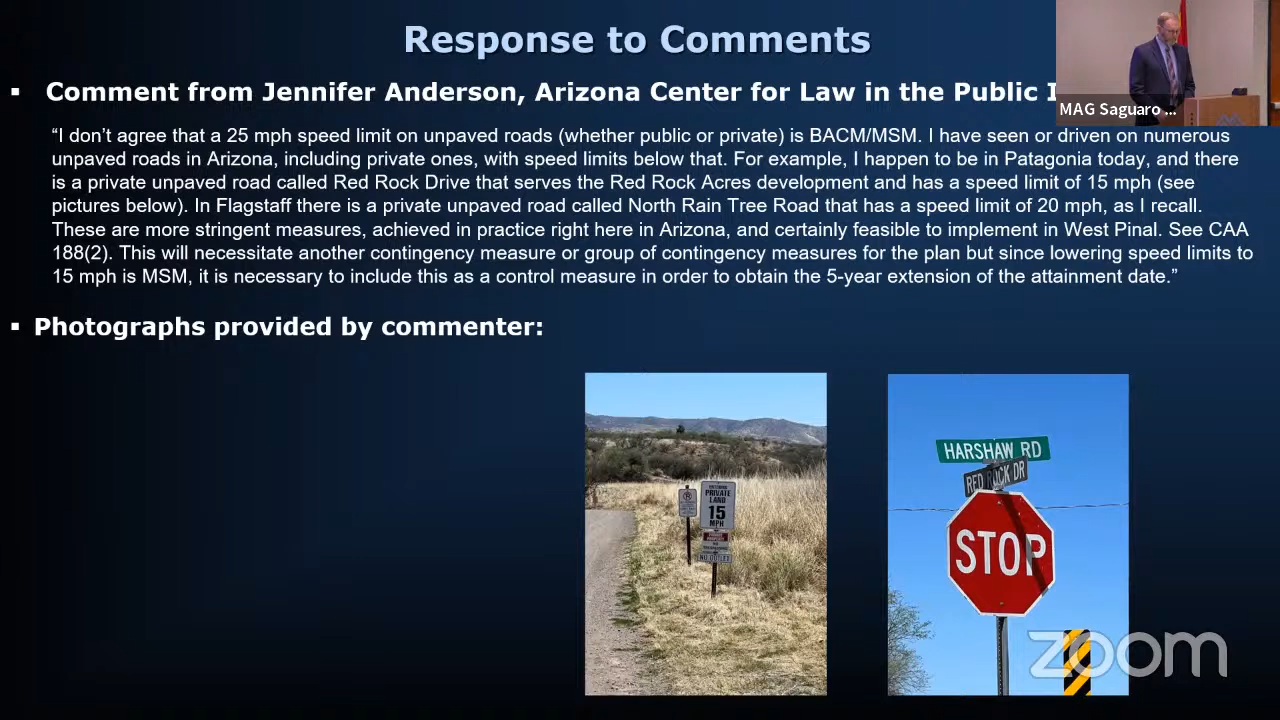 Response to Comments
MAG Saguaro ...
▪ Comment from Jennifer Anderson, Arizona Center for Law in the Public I
“I don’t agree that a 25 mph speed limit on unpaved roads (whether public or private) is BACM/MSM. I have seen or driven on numerous
unpaved roads in Arizona, including private ones, with speed limits below that. For example, I happen to be in Patagonia today, and there
is a private unpaved road called Red Rock Drive that serves the Red Rock Acres development and has a speed limit of 15 mph (see
pictures below). In Flagstaff there is a private unpaved road called North Rain Tree Road that has a speed limit of 20 mph, as I recall.
These are more stringent measures, achieved in practice right here in Arizona, and certainly feasible to implement in West Pinal. See CAA
188(2). This will necessitate another contingency measure or group of contingency measures for the plan but since lowering speed limits to
15 mph is MSM, it is necessary to include this as a control measure in order to obtain the 5-year extension of the attainment date.”
▪ Photographs provided by commenter:
PRIVATE
LAND
15
MPH
NO OUTLET
HARSHAW RD
RED ROCK DR
STOP
zoom